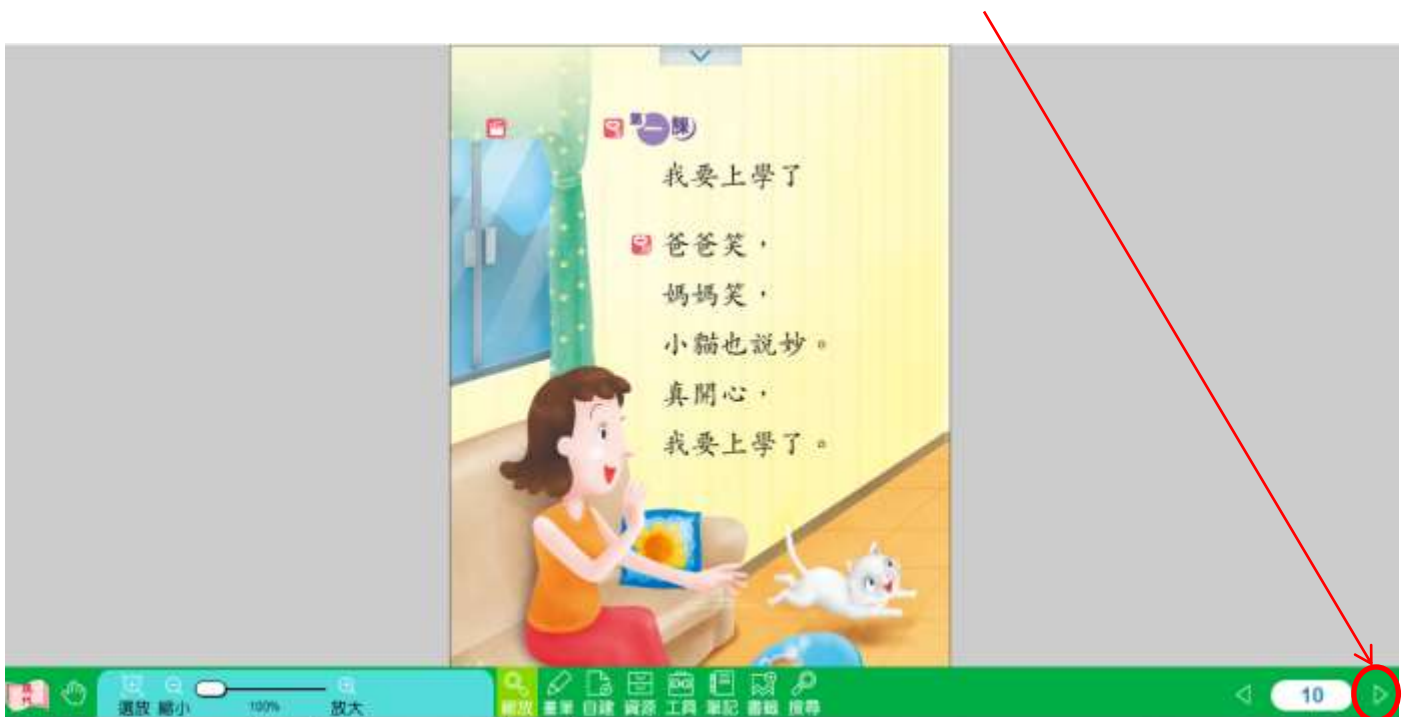 第一課
我要上學了
爸爸笑，
媽媽笑，
小貓也説妙。
真開心，
我要上學了。
選放 縮小 100% 放大
縮放 畫筆 自建 資源 工具 筆記 書籤 搜尋
10